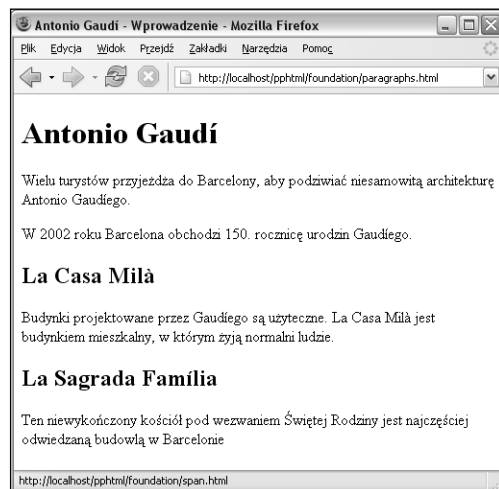 Antonio Gaudí - Wprowadzenie - Mozilla Firefox
Plik Edycja Widok Przejdź Zakładki Narzędzia Pomoc
http://localhost/pphtml/foundation/paragraphs.html
Antonio Gaudí
Wielu turystów przyjeżdża do Barcelony, aby podziwiać niesamowitą architekturę
Antonio Gaudíego.
W 2002 roku Barcelona obchodzi 150. rocznicę urodzin Gaudíego.
La Casa Milà
Budynki projektowane przez Gaudíego są użyteczne. La Casa Milà jest
budynkiem mieszkalny, w którym żyją normalni ludzie.
La Sagrada Família
Ten niewykończony kościół pod wezwaniem Świętej Rodziny jest najczęściej
odwiedzaną budowlą w Barcelonie
http://localhost/pphtml/foundation/span.html